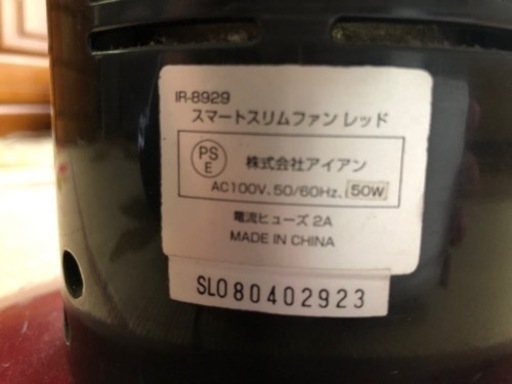 IR-8929
スマートスリムファン レッド
PS
E
株式会社アイアン
AC100V、50/60Hz、50W
電流ヒューズ 2A
MADE IN CHINA
SL080402923